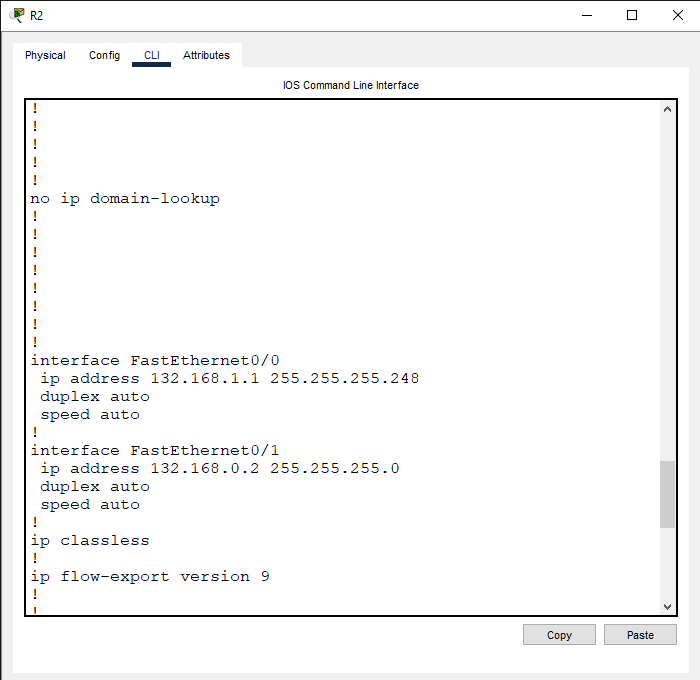 R2
Physical Config CLI Attributes
IOS Command Line Interface
!
!
!
!
!
no ip domain-lookup
!
!
!
!
!
!
!
!
interface FastEthernet0/0
 ip address 132.168.1.1 255.255.255.248
 duplex auto
 speed auto
!
interface FastEthernet0/1
 ip address 132.168.0.2 255.255.255.0
 duplex auto
 speed auto
!
ip classless
!
ip flow-export version 9
!
!
Copy Paste